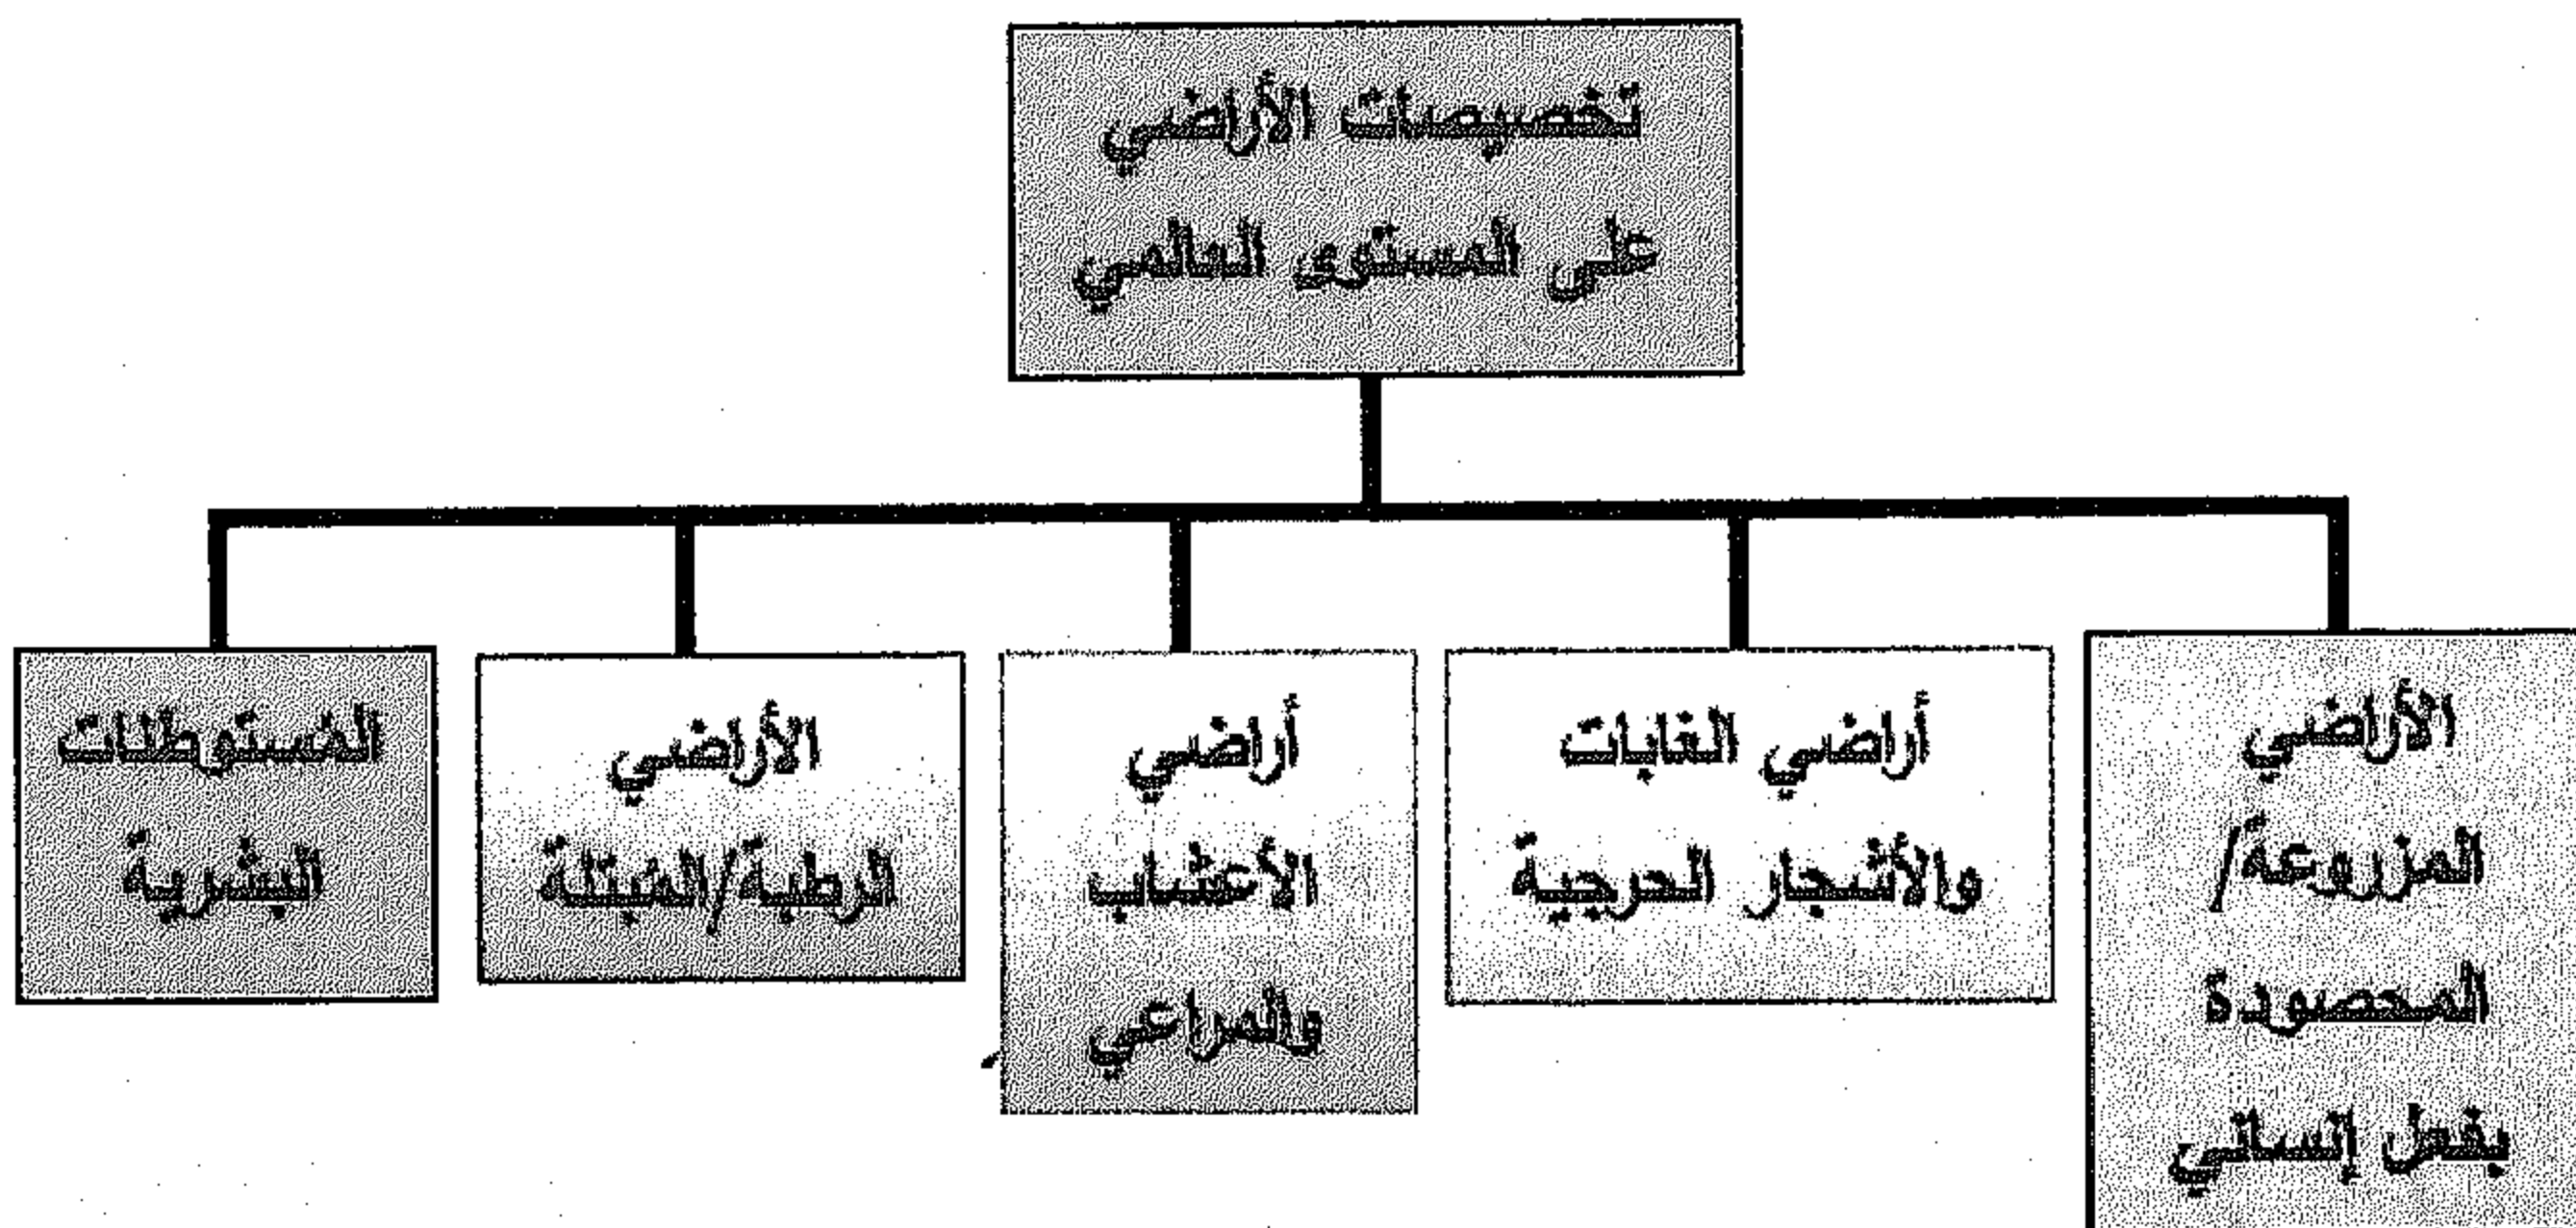 تخصيصات الأراضي
على المستوى العالمي
الأراضي
المزروعة/
المحصودة
بفعل إنساني
أراضي الغابات
والأشجار الحرجية
أراضي
الأعشاب
والمراعي
الأراضي
الرطبة/المبتلة
المستوطنات
البشرية